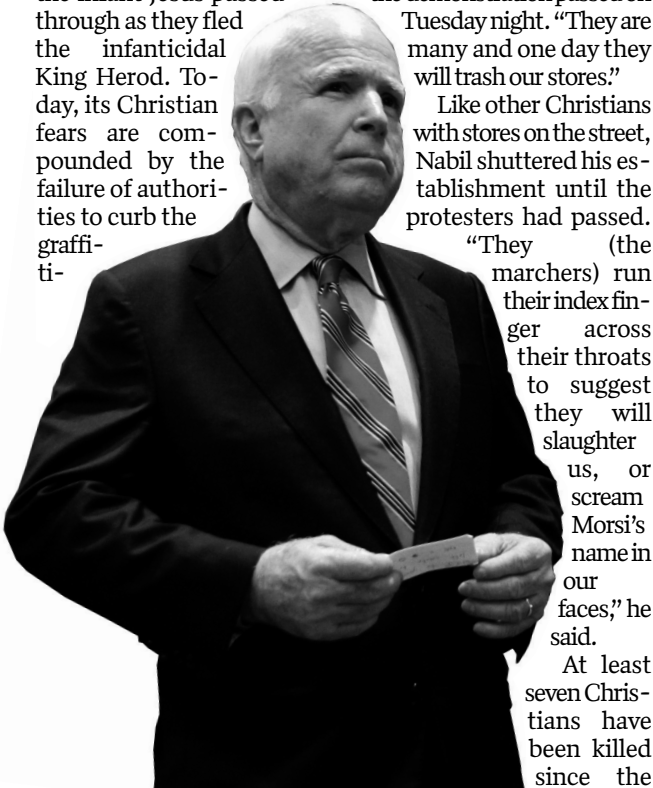 through as they fled
the infanticidal
King Herod. To-
day, its Christian
fears are com-
pounded by the
failure of authori-
ties to curb the
graffi-
ti-
Tuesday night. “They are
many and one day they
will trash our stores.”
Like other Christians
with stores on the street,
Nabil shuttered his es-
tablishment until the
protesters had passed.
“They (the
marchers) run
their index fin-
ger across
their throats
to suggest
they will
slaughter
us, or
scream
Morsi’s
name in
our
faces,” he
said.
At least
seven Chris-
tians have
been killed
since the